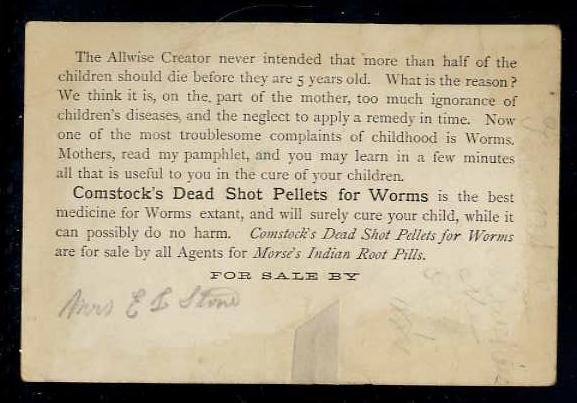 The Allwise Creator never intended that more than half of the
children should die before they are 5 years old. What is the reason?
We think it is, on the part of the mother, too much ignorance of
children's diseases, and the neglect to apply a remedy in time. Now
one of the most troublesome complaints of childhood is Worms.
Mothers, read my pamphlet, and you may learn in a few minutes
all that is useful to you in the cure of your children.
Comstock's Dead Shot Pellets for Worms is the best
medicine for Worms extant, and will surely cure your child, while it
can possibly do no harm. Comstock's Dead Shot Pellets for Worms
are for sale by all Agents for Morse's Indian Root Pills.
FOR SALE BY
Mrs E L Stone